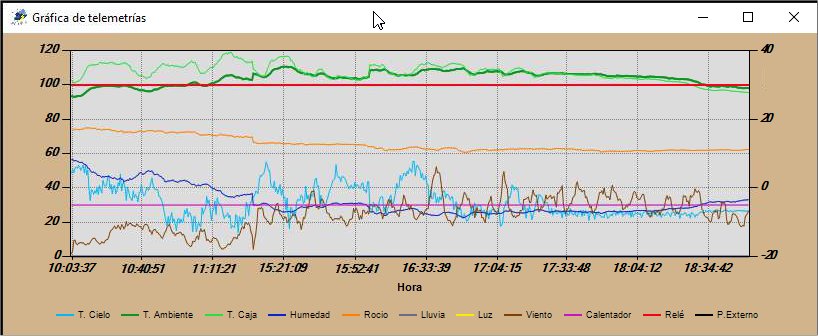 Gráfica de telemetrías
120 40
100
80 20
60
40 0
20
0 -20
10:03:37 10:40:51 11:11:21 15:21:09 15:52:41 16:33:39 17:04:15 17:33:48 18:04:12 18:34:42
Hora
T. Cielo T. Ambiente T. Caja Humedad Rocío Lluvia Luz Viento Calentador Relé P.Externo